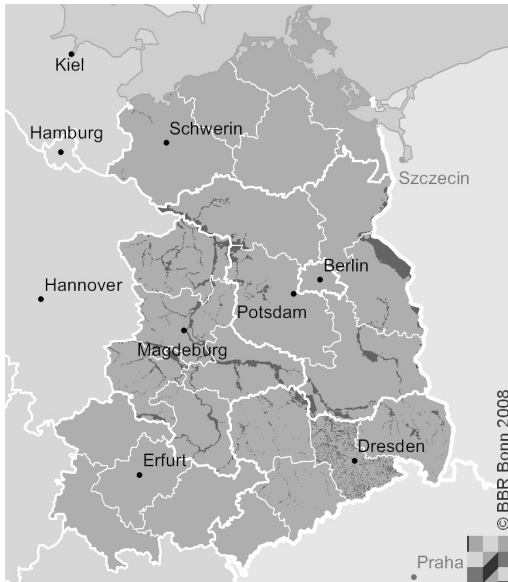 Kiel
Hamburg
Schwerin
Szczecin
Hannover
Berlin
Potsdam
Magdeburg
Erfurt
Dresden
Praha
© BBR Bonn 2008